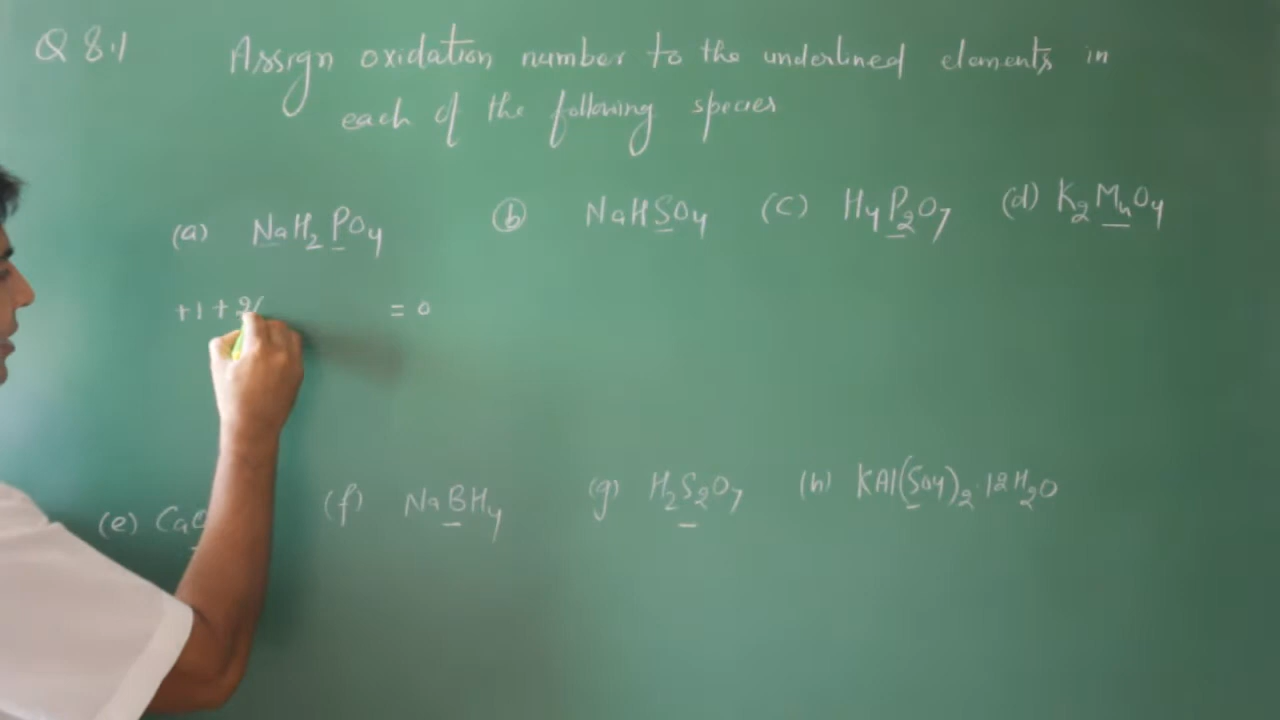 Q 8.1 Assign oxidation number to the underlined elements in
each of the following species
(a) NaH₂PO₄ (b) NaHSO₄ (c) H₄P₂O₇ (d) K₂MnO₄
+1 + 2( = 0
(e) Ca (f) NaBH₄ (g) H₂S₂O₇ (h) KAl(SO₄)₂.12H₂O